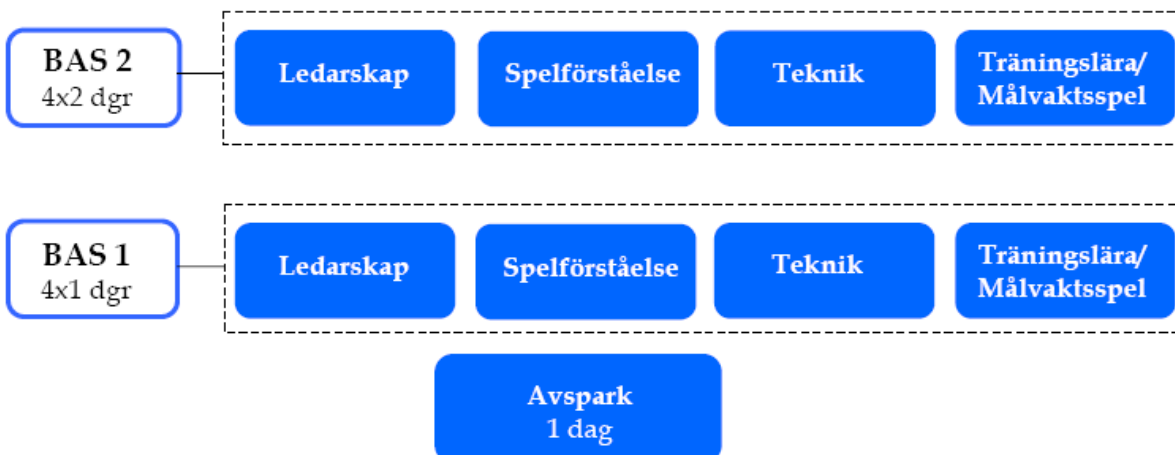 BAS 2
4x2 dgr
Ledarskap
Spelförståelse
Teknik
Träningslära/
Målvaktsspel
BAS 1
4x1 dgr
Ledarskap
Spelförståelse
Teknik
Träningslära/
Målvaktsspel
Avspark
1 dag